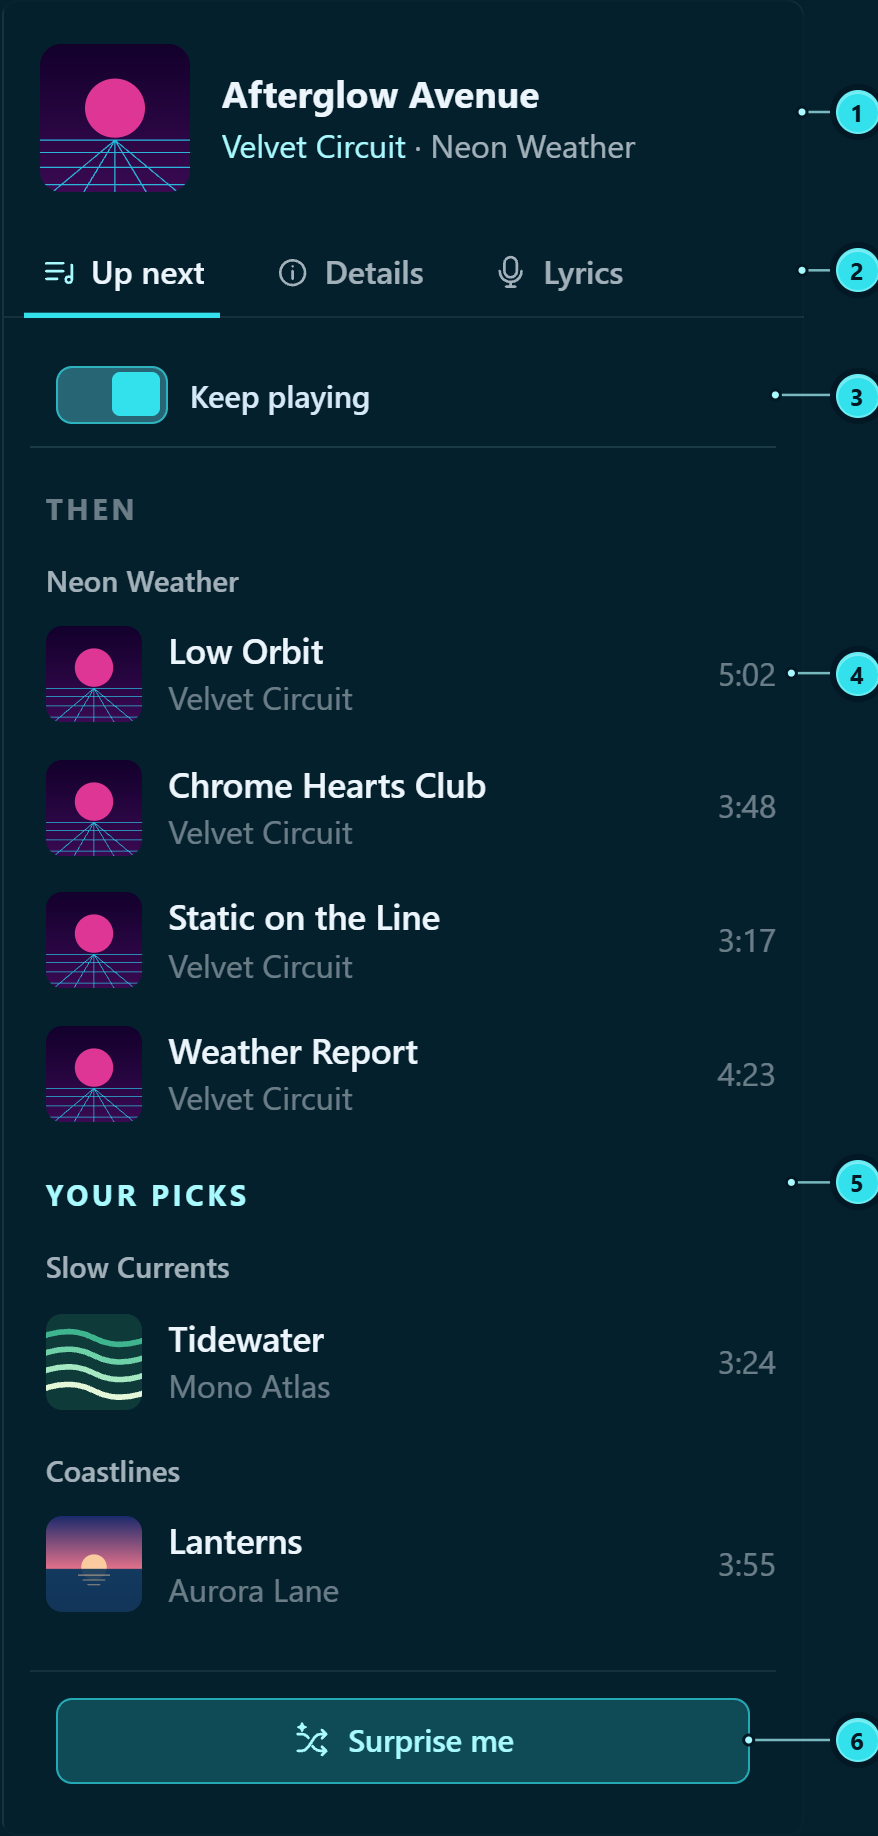 Afterglow Avenue
Velvet Circuit · Neon Weather
1
Up next Details Lyrics
2
Keep playing
3
THEN
Neon Weather
Low Orbit
Velvet Circuit
5:02
4
Chrome Hearts Club
Velvet Circuit
3:48
Static on the Line
Velvet Circuit
3:17
Weather Report
Velvet Circuit
4:23
YOUR PICKS
5
Slow Currents
Tidewater
Mono Atlas
3:24
Coastlines
Lanterns
Aurora Lane
3:55
Surprise me
6